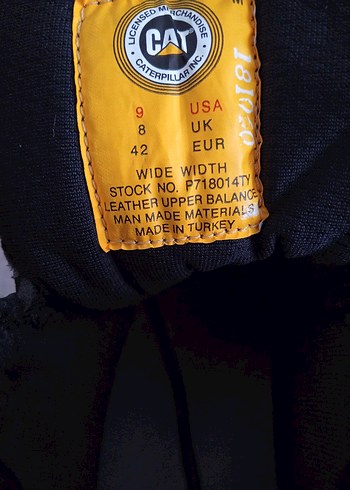 LICENSED MERCHANDISE
CAT
CATERPILLAR INC.
9 USA
8 UK
42 EUR
WIDE WIDTH
STOCK NO. P718014TY
LEATHER UPPER BALANCE
MAN MADE MATERIALS
MADE IN TURKEY